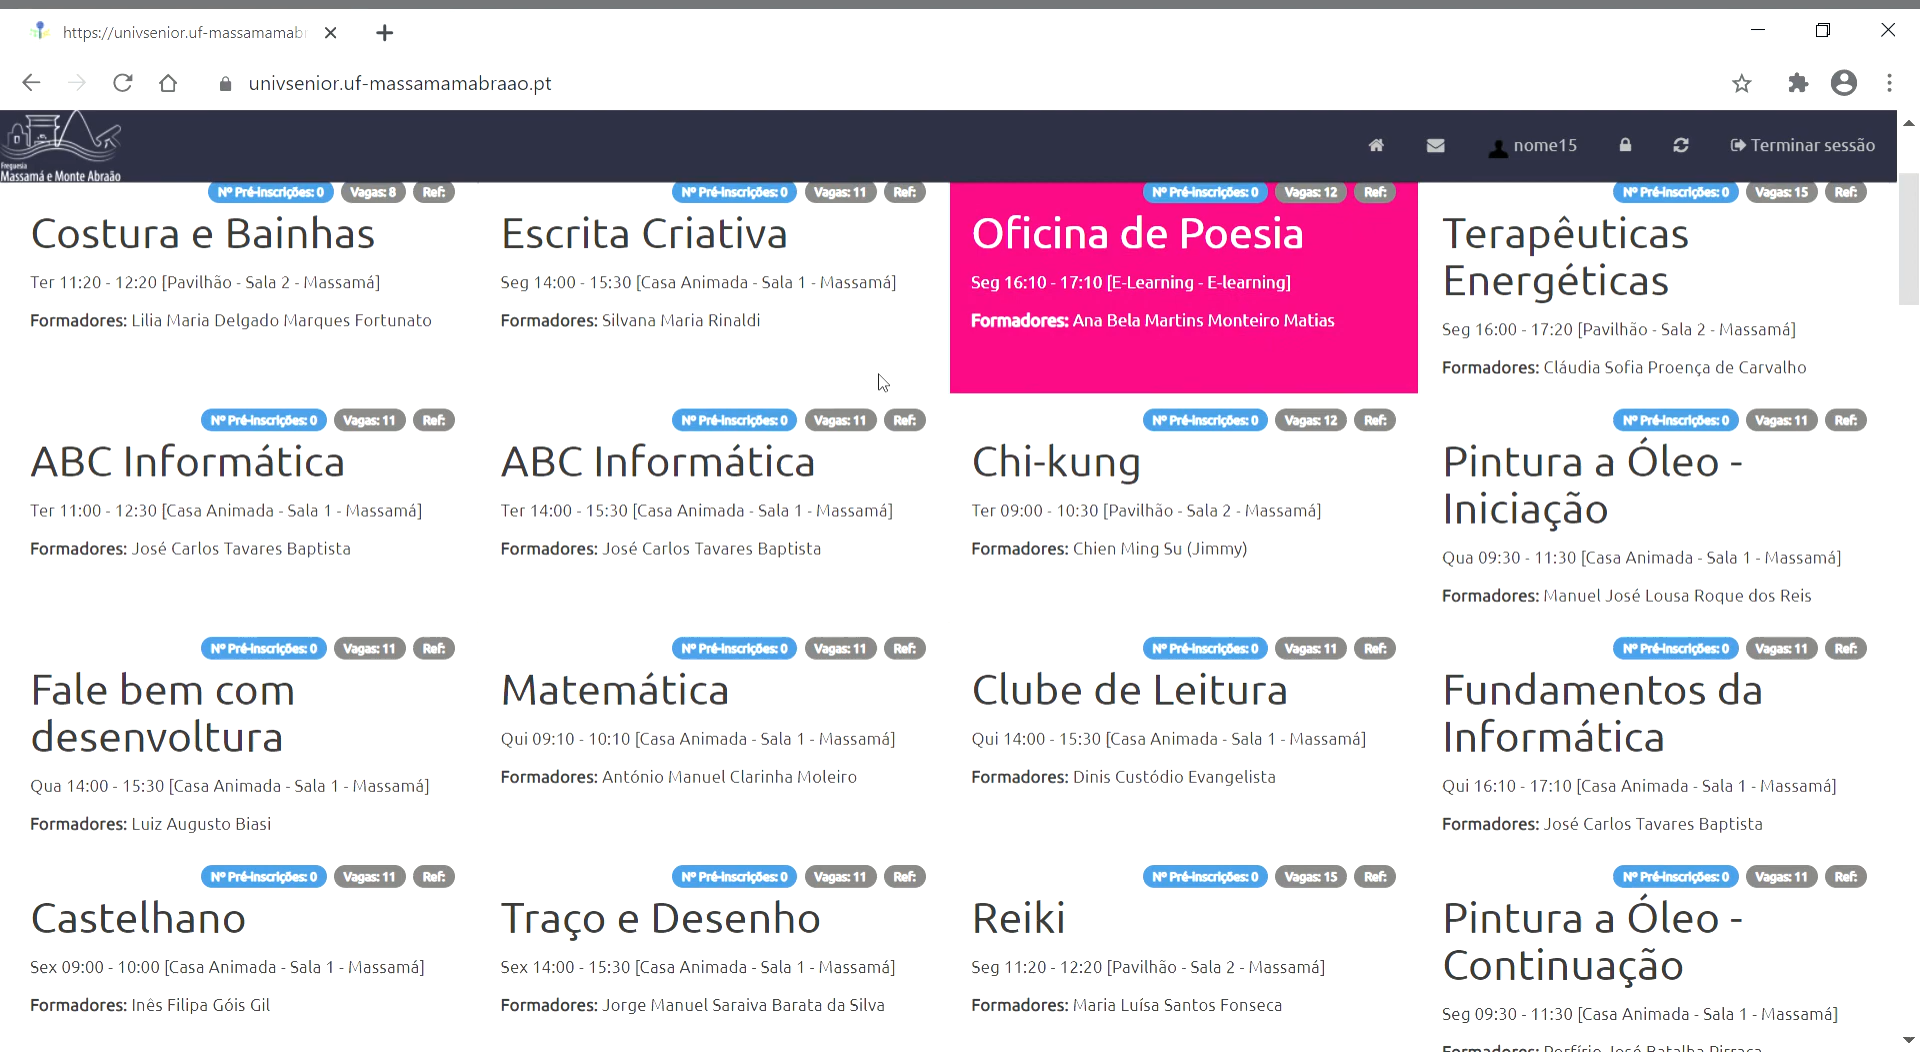 https://univsenior.uf-massamamab
univsenior.uf-massamamabraao.pt
Freguesia
Massamá e Monte Abraão
nome15
Terminar sessão
Nº Pré-inscrições: 0 Vagas: 8 Ref:
Costura e Bainhas
Ter 11:20 - 12:20 [Pavilhão - Sala 2 - Massamá]
Formadores: Lilia Maria Delgado Marques Fortunato
Nº Pré-inscrições: 0 Vagas: 11 Ref:
Escrita Criativa
Seg 14:00 - 15:30 [Casa Animada - Sala 1 - Massamá]
Formadores: Silvana Maria Rinaldi
Nº Pré-inscrições: 0 Vagas: 12 Ref:
Oficina de Poesia
Seg 16:10 - 17:10 [E-Learning - E-learning]
Formadores: Ana Bela Martins Monteiro Matias
Nº Pré-inscrições: 0 Vagas: 15 Ref:
Terapêuticas
Energéticas
Seg 16:00 - 17:20 [Pavilhão - Sala 2 - Massamá]
Formadores: Cláudia Sofia Proença de Carvalho
Nº Pré-inscrições: 0 Vagas: 11 Ref:
ABC Informática
Ter 11:00 - 12:30 [Casa Animada - Sala 1 - Massamá]
Formadores: José Carlos Tavares Baptista
Nº Pré-inscrições: 0 Vagas: 11 Ref:
ABC Informática
Ter 14:00 - 15:30 [Casa Animada - Sala 1 - Massamá]
Formadores: José Carlos Tavares Baptista
Nº Pré-inscrições: 0 Vagas: 12 Ref:
Chi-kung
Ter 09:00 - 10:30 [Pavilhão - Sala 2 - Massamá]
Formadores: Chien Ming Su (Jimmy)
Nº Pré-inscrições: 0 Vagas: 11 Ref:
Pintura a Óleo -
Iniciação
Qua 09:30 - 11:30 [Casa Animada - Sala 1 - Massamá]
Formadores: Manuel José Lousa Roque dos Reis
Nº Pré-inscrições: 0 Vagas: 11 Ref:
Fale bem com
desenvoltura
Qua 14:00 - 15:30 [Casa Animada - Sala 1 - Massamá]
Formadores: Luiz Augusto Biasi
Nº Pré-inscrições: 0 Vagas: 11 Ref:
Matemática
Qui 09:10 - 10:10 [Casa Animada - Sala 1 - Massamá]
Formadores: António Manuel Clarinha Moleiro
Nº Pré-inscrições: 0 Vagas: 11 Ref:
Clube de Leitura
Qui 14:00 - 15:30 [Casa Animada - Sala 1 - Massamá]
Formadores: Dinis Custódio Evangelista
Nº Pré-inscrições: 0 Vagas: 11 Ref:
Fundamentos da
Informática
Qui 16:10 - 17:10 [Casa Animada - Sala 1 - Massamá]
Formadores: José Carlos Tavares Baptista
Nº Pré-inscrições: 0 Vagas: 11 Ref:
Castelhano
Sex 09:00 - 10:00 [Casa Animada - Sala 1 - Massamá]
Formadores: Inês Filipa Góis Gil
Nº Pré-inscrições: 0 Vagas: 11 Ref:
Traço e Desenho
Sex 14:00 - 15:30 [Casa Animada - Sala 1 - Massamá]
Formadores: Jorge Manuel Saraiva Barata da Silva
Nº Pré-inscrições: 0 Vagas: 15 Ref:
Reiki
Seg 11:20 - 12:20 [Pavilhão - Sala 2 - Massamá]
Formadores: Maria Luísa Santos Fonseca
Nº Pré-inscrições: 0 Vagas: 11 Ref:
Pintura a Óleo -
Continuação
Seg 09:30 - 11:30 [Casa Animada - Sala 1 - Massamá]
Formadores: Porfírio José Batalha